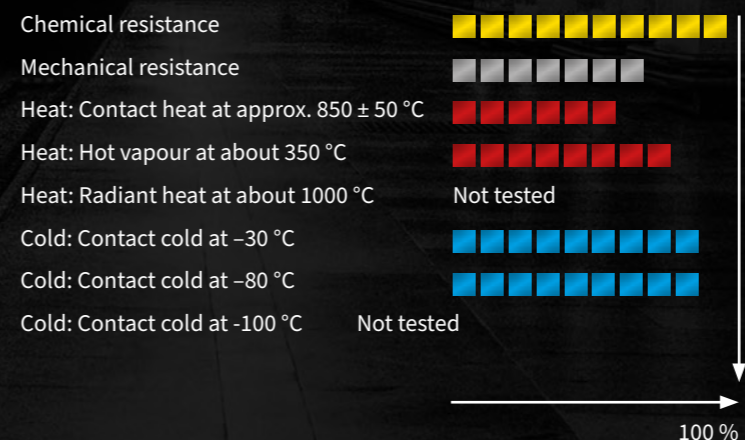 Chemical resistance
Mechanical resistance
Heat: Contact heat at approx. 850 ± 50 °C
Heat: Hot vapour at about 350 °C
Heat: Radiant heat at about 1000 °C Not tested
Cold: Contact cold at –30 °C
Cold: Contact cold at –80 °C
Cold: Contact cold at -100 °C Not tested
100 %